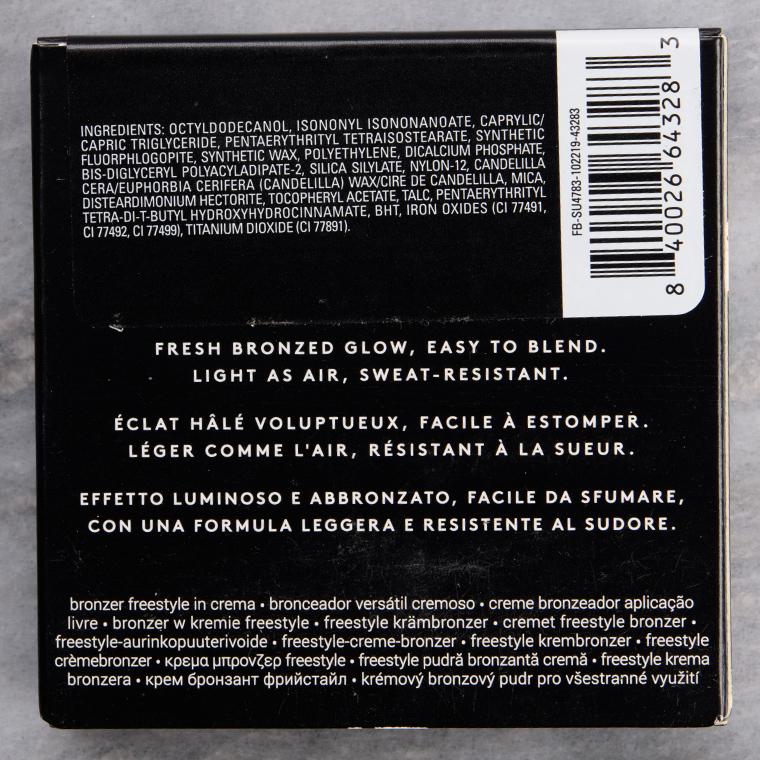 INGREDIENTS: OCTYLDODECANOL, ISONONYL ISONONANOATE, CAPRYLIC/
CAPRIC TRIGLYCERIDE, PENTAERYTHRITYL TETRAISOSTEARATE, SYNTHETIC
FLUORPHLOGOPITE, SYNTHETIC WAX, POLYETHYLENE, DICALCIUM PHOSPHATE,
BIS-DIGLYCERYL POLYACYLADIPATE-2, SILICA SILYLATE, NYLON-12, CANDELILLA
CERA/EUPHORBIA CERIFERA (CANDELILLA) WAX/CIRE DE CANDELILLA, MICA,
DISTEARDIMONIUM HECTORITE, TOCOPHERYL ACETATE, TALC, PENTAERYTHRITYL
TETRA-DI-T-BUTYL HYDROXYHYDROCINNAMATE, BHT, IRON OXIDES (CI 77491,
CI 77492, CI 77499), TITANIUM DIOXIDE (CI 77891).
FB-SU4783-102219-43283
8 40026 64328 3
FRESH BRONZED GLOW, EASY TO BLEND.
LIGHT AS AIR, SWEAT-RESISTANT.
ÉCLAT HÂLÉ VOLUPTUEUX, FACILE À ESTOMPER.
LÉGER COMME L'AIR, RÉSISTANT À LA SUEUR.
EFFETTO LUMINOSO E ABBRONZATO, FACILE DA SFUMARE,
CON UNA FORMULA LEGGERA E RESISTENTE AL SUDORE.
bronzer freestyle in crema • bronceador versátil cremoso • creme bronzeador aplicação
livre • bronzer w kremie freestyle • freestyle krämbronzer • cremet freestyle bronzer •
freestyle-aurinkopuuterivoide • freestyle-creme-bronzer • freestyle krembronzer • freestyle
crèmebronzer • κρεμα μπρονζερ freestyle • freestyle pudră bronzantă cremă • freestyle krema
bronzera • крем бронзант фрийстайл • krémový bronzový pudr pro všestranné využití